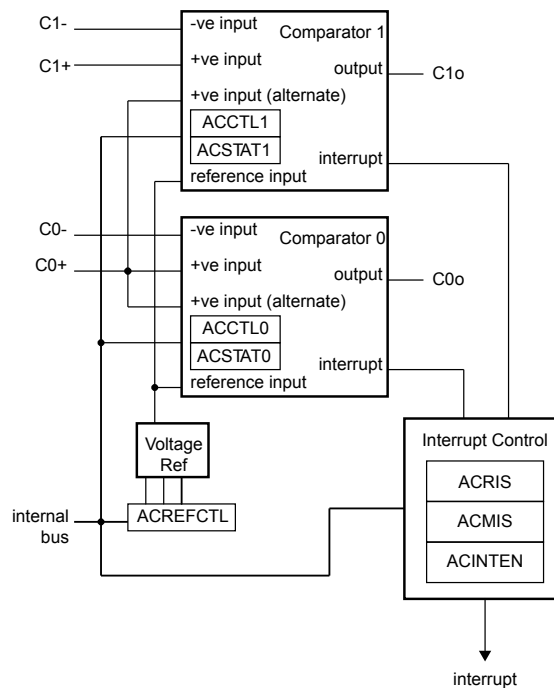 C1-
C1+
-ve input
Comparator 1
+ve input
output
C1o
+ve input (alternate)
ACCTL1
ACSTAT1
interrupt
reference input
C0-
C0+
-ve input
Comparator 0
+ve input
output
C0o
+ve input (alternate)
ACCTL0
ACSTAT0
interrupt
reference input
Voltage
Ref
internal
bus
ACREFCTL
Interrupt Control
ACRIS
ACMIS
ACINTEN
interrupt